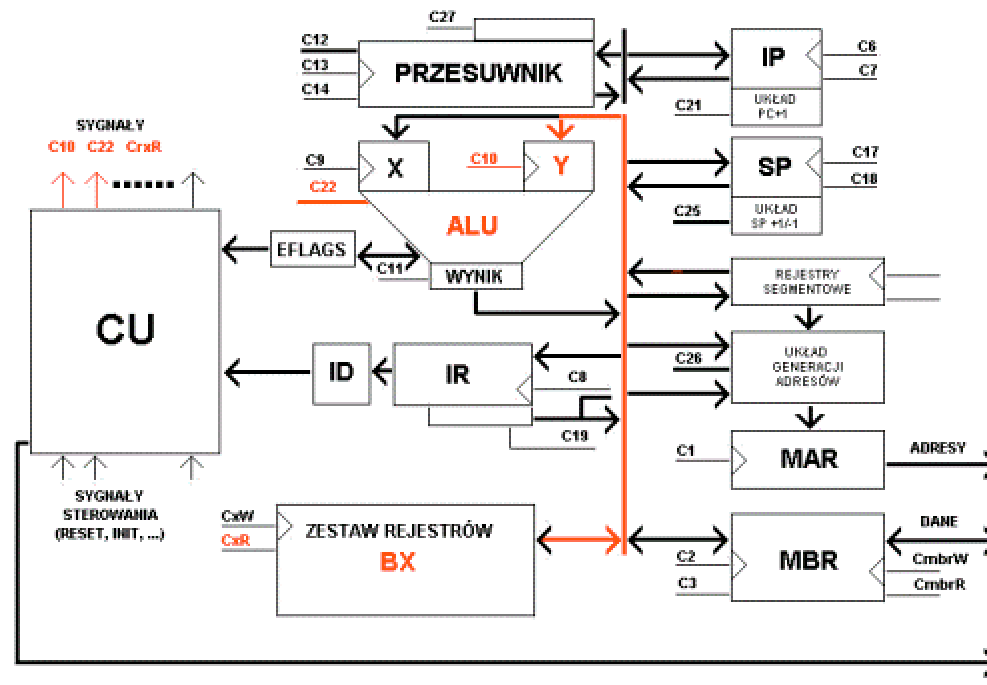 C27
C12
C13
C14
PRZESUWNIK
IP
C6
C7
C21
UKŁAD
PC+1
SYGNAŁY
C10 C22 CrxR
C9
X
C10
Y
C22
ALU
SP
C17
C18
C25
UKŁAD
SP +1/-1
EFLAGS
C11
WYNIK
REJESTRY
SEGMENTOWE
CU
ID
IR
C8
C19
UKŁAD
GENERACJI
ADRESÓW
C26
C1
MAR
ADRESY
SYGNAŁY
STEROWANIA
(RESET, INIT, ...)
CxW
CxR
ZESTAW REJESTRÓW
BX
C2
C3
MBR
DANE
CmbrW
CmbrR